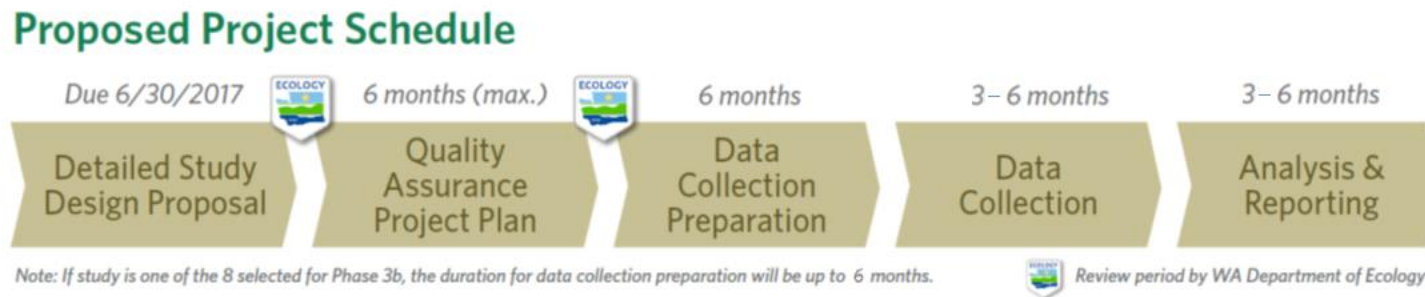 Proposed Project Schedule
Due 6/30/2017
ECOLOGY
6 months (max.)
ECOLOGY
6 months
3– 6 months
3– 6 months
Detailed Study
Design Proposal
Quality
Assurance
Project Plan
Data
Collection
Preparation
Data
Collection
Analysis &
Reporting
Note: If study is one of the 8 selected for Phase 3b, the duration for data collection preparation will be up to 6 months.
ECOLOGY
Review period by WA Department of Ecology